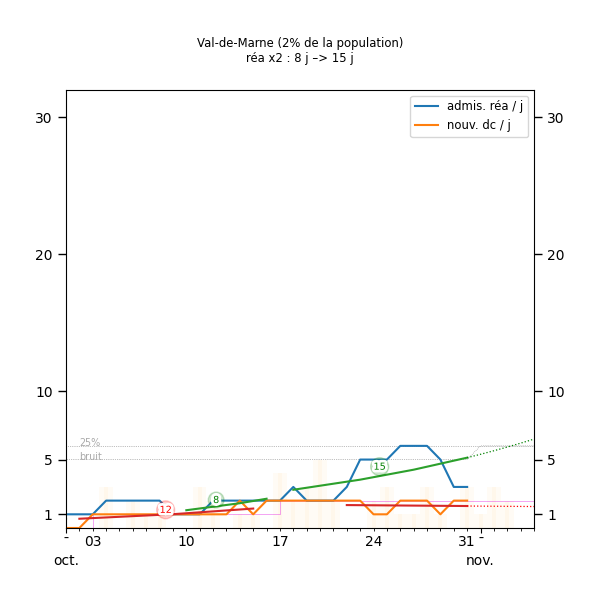 Val-de-Marne (2% de la population)
réa x2 : 8 j –> 15 j
admis. réa / j
nouv. dc / j
30 30
20 20
10 10
25%
5 bruit 5
15
8
12
1 1
- 03 10 17 24 31 -
oct. nov.